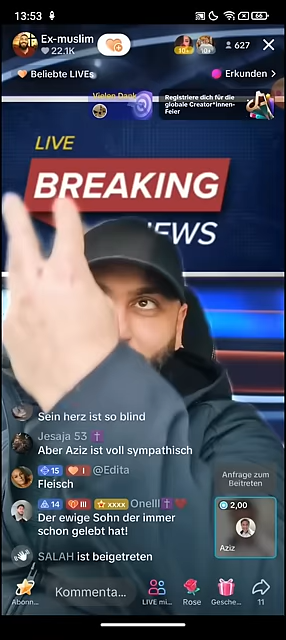 13:53
66
Ex-muslim
22.1K
10+
627
Beliebte LIVEs
Erkunden >
Vielen Dank
Registriere dich für die
globale Creator*innen-
Feier
LIVE
BREAKING
NEWS
Sein herz ist so blind
Jesaja 53
Aber Aziz ist voll sympathisch
15 I @Edita
Fleisch
14 III xxxx Onelll
Der ewige Sohn der immer
schon gelebt hat!
SALAH ist beigetreten
Anfrage zum
Beitreten
2,00
Aziz
Kommenta...
Abonn...
LIVE mi...
Rose
Gesche...
11